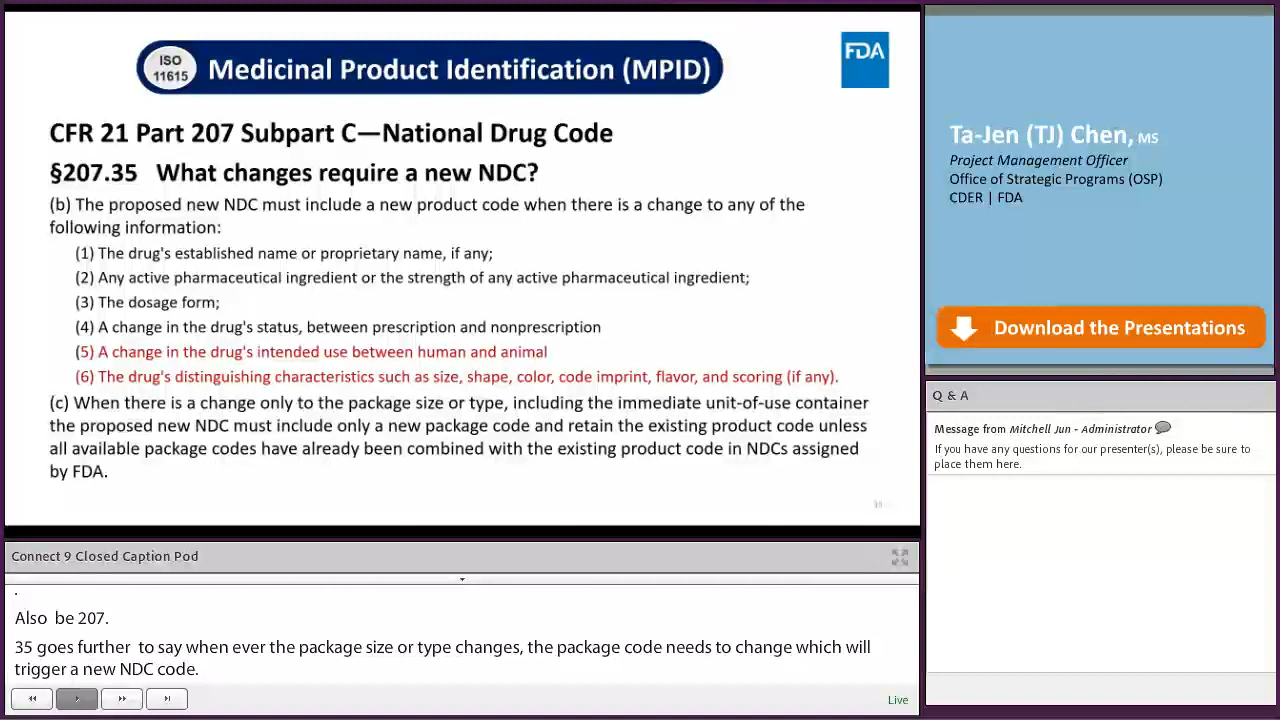 ISO
11615
Medicinal Product Identification (MPID)
FDA
CFR 21 Part 207 Subpart C—National Drug Code
§207.35 What changes require a new NDC?
(b) The proposed new NDC must include a new product code when there is a change to any of the
following information:
(1) The drug's established name or proprietary name, if any;
(2) Any active pharmaceutical ingredient or the strength of any active pharmaceutical ingredient;
(3) The dosage form;
(4) A change in the drug's status, between prescription and nonprescription
(5) A change in the drug's intended use between human and animal
(6) The drug's distinguishing characteristics such as size, shape, color, code imprint, flavor, and scoring (if any).
(c) When there is a change only to the package size or type, including the immediate unit-of-use container
the proposed new NDC must include only a new package code and retain the existing product code unless
all available package codes have already been combined with the existing product code in NDCs assigned
by FDA.
Connect 9 Closed Caption Pod
.
Also be 207.
35 goes further to say when ever the package size or type changes, the package code needs to change which will
trigger a new NDC code.
Live
Ta-Jen (TJ) Chen, MS
Project Management Officer
Office of Strategic Programs (OSP)
CDER | FDA
Download the Presentations
Q & A
Message from Mitchell Jun - Administrator
If you have any questions for our presenter(s), please be sure to
place them here.